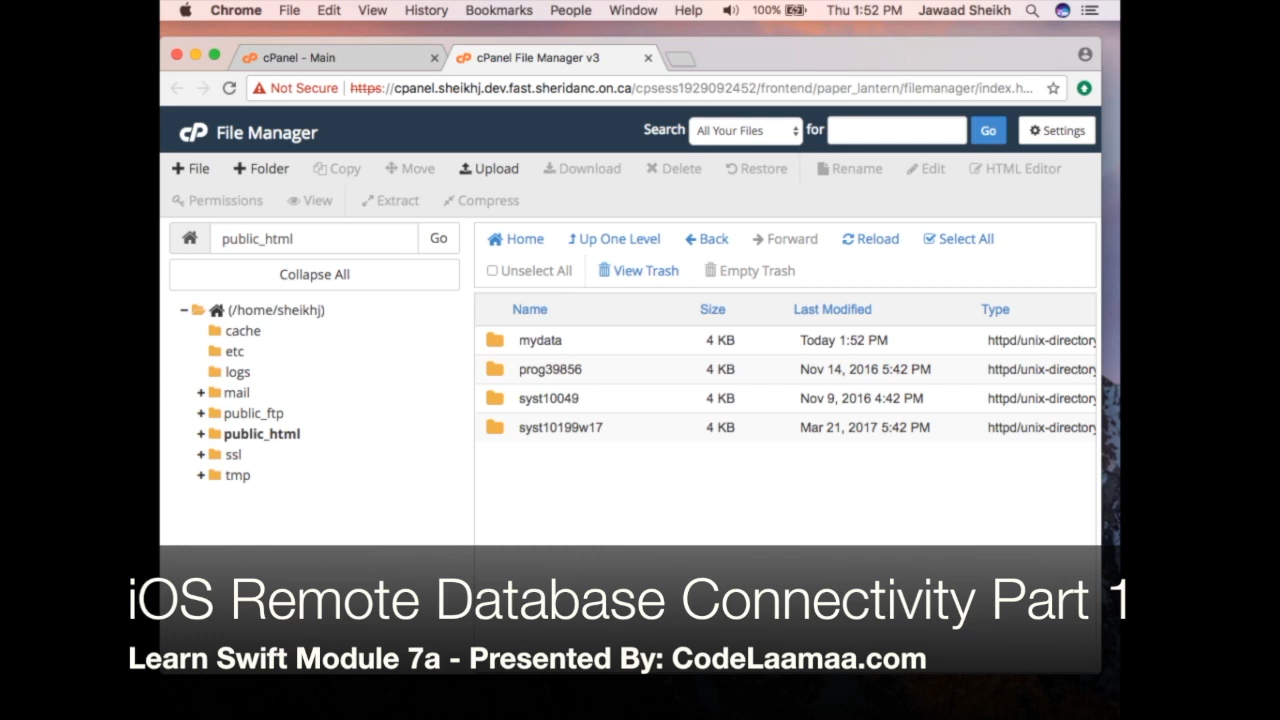 Chrome File Edit View History Bookmarks People Window Help 100% Thu 1:52 PM Jawaad Sheikh
cPanel - Main
cPanel File Manager v3
Not Secure https://cpanel.sheikhj.dev.fast.sheridanc.on.ca/cpsess1929092452/frontend/paper_lantern/filemanager/index.h...
cP File Manager
Search All Your Files for Go Settings
File Folder Copy Move Upload Download Delete Restore Rename Edit HTML Editor
Permissions View Extract Compress
public_html Go
Collapse All
(/home/sheikhj)
cache
etc
logs
mail
public_ftp
public_html
ssl
tmp
Home Up One Level Back Forward Reload Select All
Unselect All View Trash Empty Trash
Name Size Last Modified Type
mydata 4 KB Today 1:52 PM httpd/unix-director
prog39856 4 KB Nov 14, 2016 5:42 PM httpd/unix-director
syst10049 4 KB Nov 9, 2016 4:42 PM httpd/unix-director
syst10199w17 4 KB Mar 21, 2017 5:42 PM httpd/unix-director
iOS Remote Database Connectivity Part 1
Learn Swift Module 7a - Presented By: CodeLaamaa.com